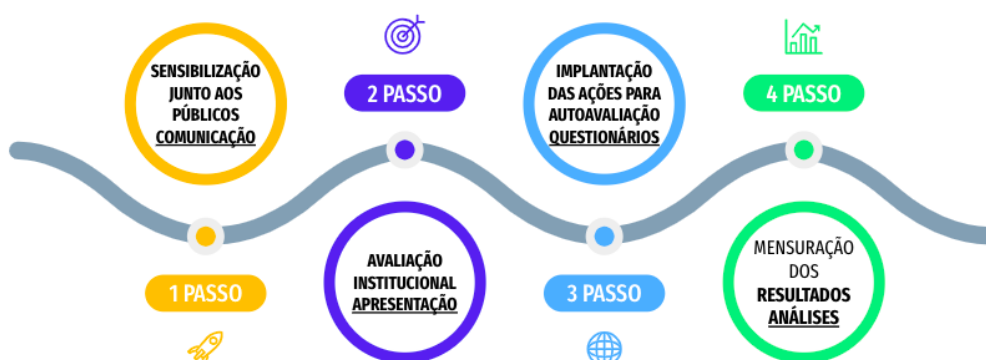 SENSIBILIZAÇÃO
JUNTO AOS
PÚBLICOS
COMUNICAÇÃO
1 PASSO
2 PASSO
AVALIAÇÃO
INSTITUCIONAL
APRESENTAÇÃO
IMPLANTAÇÃO
DAS AÇÕES PARA
AUTOAVALIAÇÃO
QUESTIONÁRIOS
3 PASSO
4 PASSO
MENSURAÇÃO
DOS
RESULTADOS
ANÁLISES